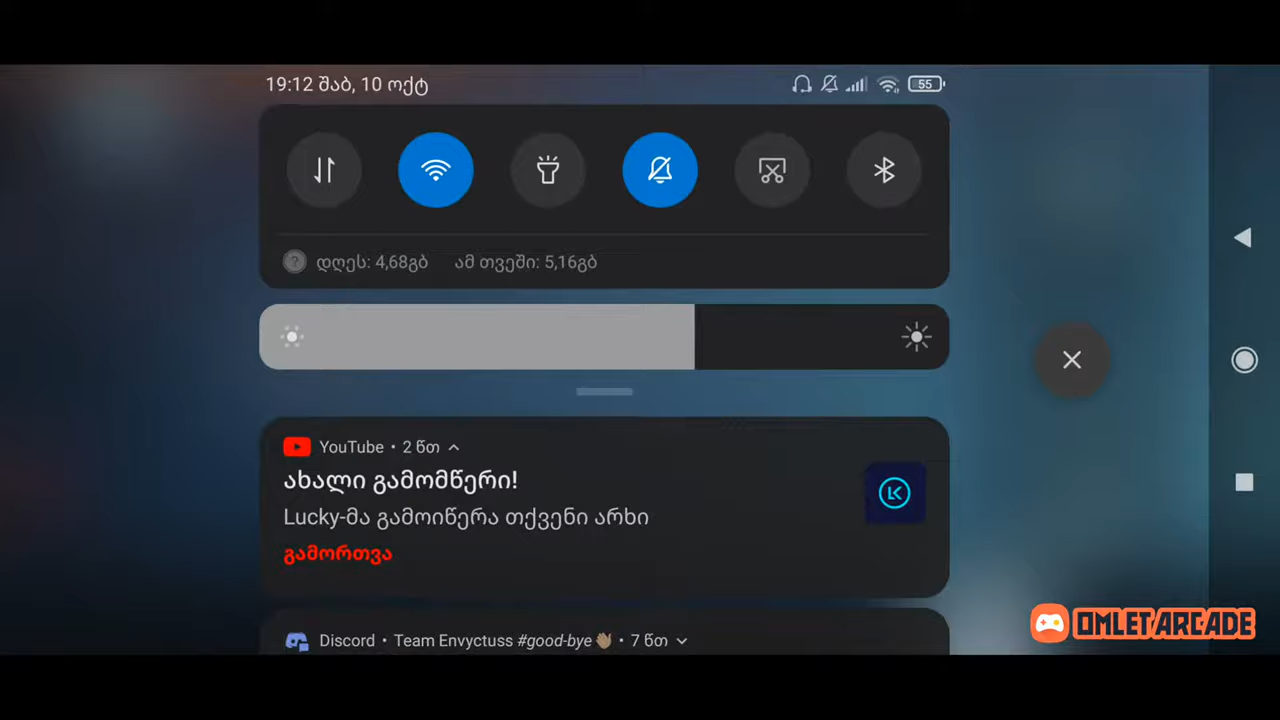 19:12 შაბ, 10 ოქტ
55
დღეს: 4,68გბ ამ თვეში: 5,16გბ
YouTube • 2 წთ
ახალი გამომწერი!
Lucky-მა გამოიწერა თქვენი არხი
გამორთვა
Discord • Team Envyctuss #good-bye👋🏽 • 7 წთ
OMLET ARCADE